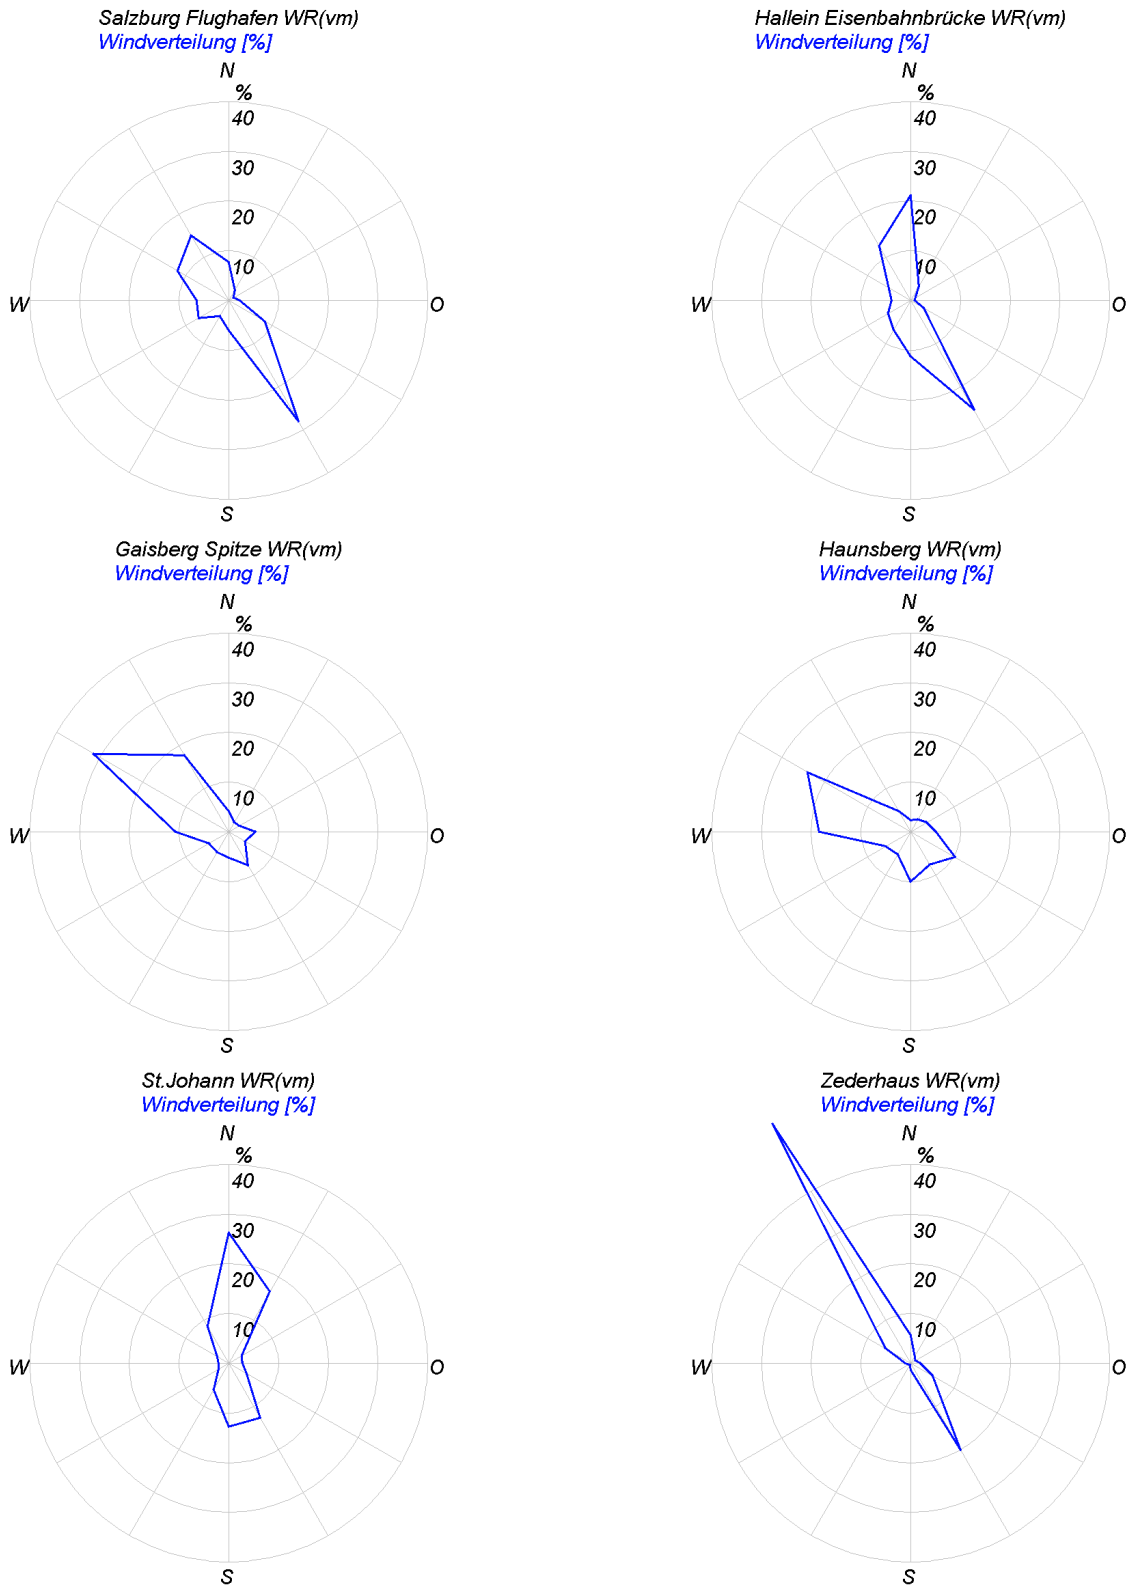 Salzburg Flughafen WR(vm)
Windverteilung [%]
N
%
40
30
20
10
W
O
S
Hallein Eisenbahnbrücke WR(vm)
Windverteilung [%]
N
%
40
30
20
10
W
O
S
Gaisberg Spitze WR(vm)
Windverteilung [%]
N
%
40
30
20
10
W
O
S
Haunsberg WR(vm)
Windverteilung [%]
N
%
40
30
20
10
W
O
S
St.Johann WR(vm)
Windverteilung [%]
N
%
40
30
20
10
W
O
S
Zederhaus WR(vm)
Windverteilung [%]
N
%
40
30
20
10
W
O
S